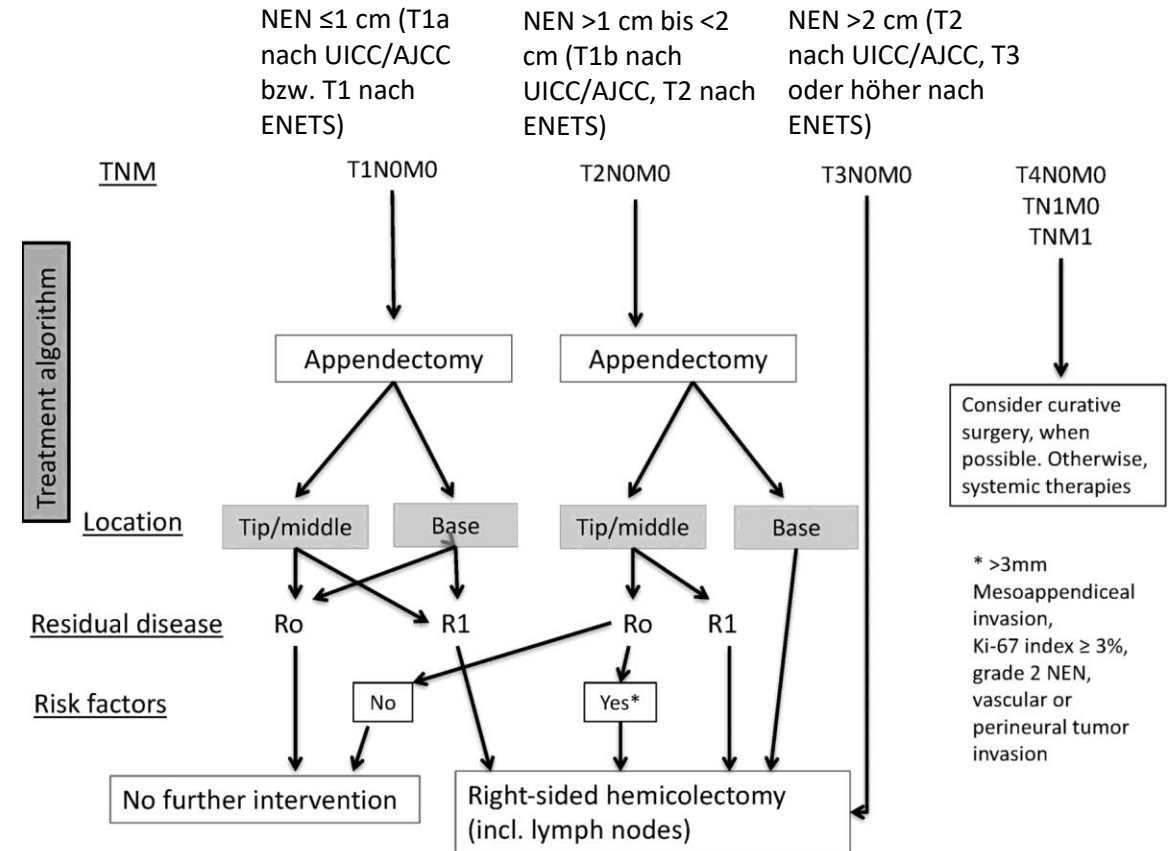 NEN ≤1 cm (T1a
nach UICC/AJCC
bzw. T1 nach
ENETS)
NEN >1 cm bis <2
cm (T1b nach
UICC/AJCC, T2 nach
ENETS)
NEN >2 cm (T2
nach UICC/AJCC, T3
oder höher nach
ENETS)
TNM
T1N0M0
T2N0M0
T3N0M0
T4N0M0
TN1M0
TNM1
Treatment algorithm
Appendectomy
Appendectomy
Consider curative
surgery, when
possible. Otherwise,
systemic therapies
Location
Tip/middle
Base
Tip/middle
Base
Residual disease
Ro
R1
Ro
R1
Risk factors
No
Yes*
* >3mm
Mesoappendiceal
invasion,
Ki-67 index ≥ 3%,
grade 2 NEN,
vascular or
perineural tumor
invasion
No further intervention
Right-sided hemicolectomy
(incl. lymph nodes)